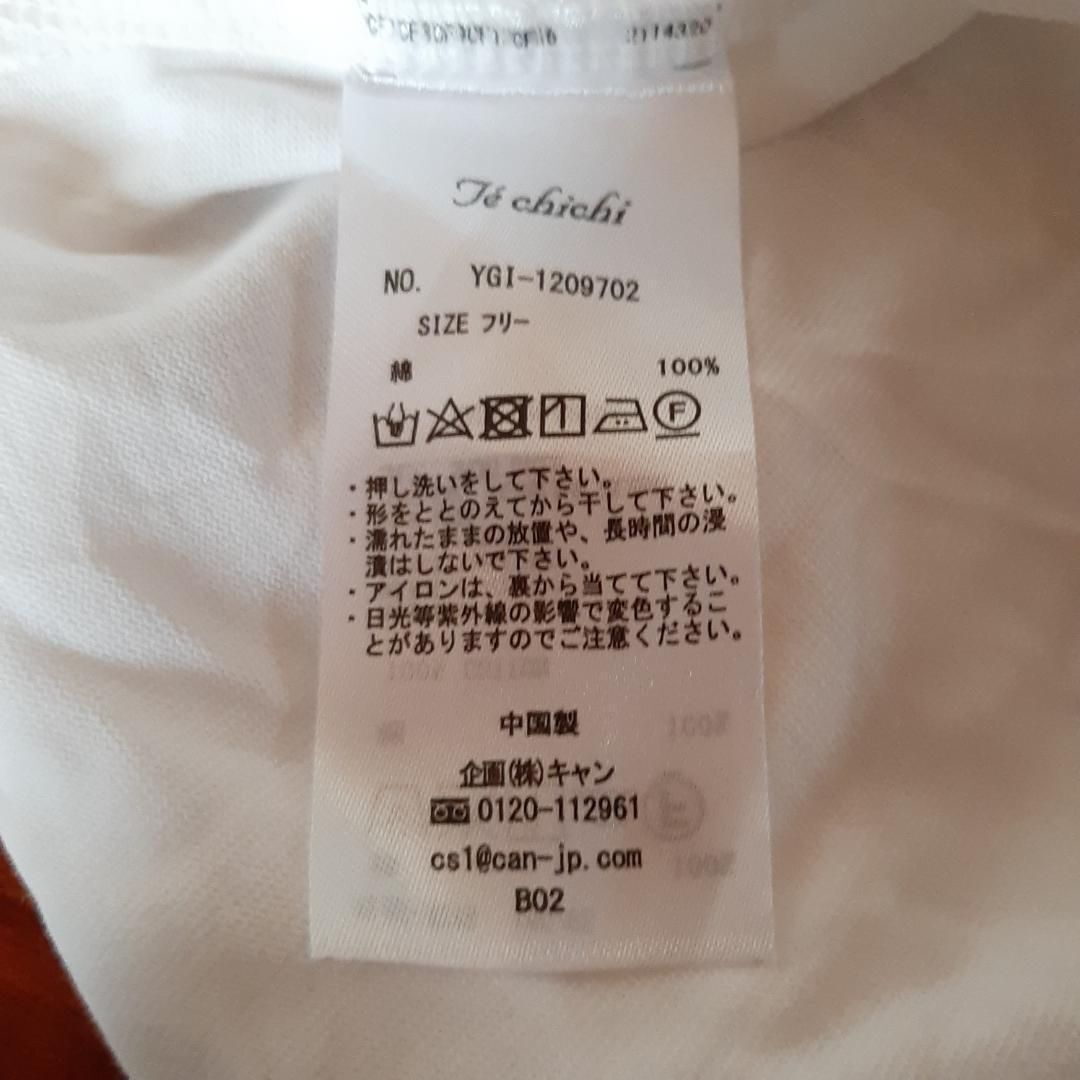 Té chichi
NO. YGI-1209702
SIZE フリー
綿 100%
F
・押し洗いをして下さい。
・形をととのえてから干して下さい。
・濡れたままの放置や、長時間の浸
漬はしないで下さい。
・アイロンは、裏から当てて下さい。
・日光等紫外線の影響で変色するこ
とがありますのでご注意ください。
中国製
企画(株)キャン
0120-112961
cs1@can-jp.com
B02